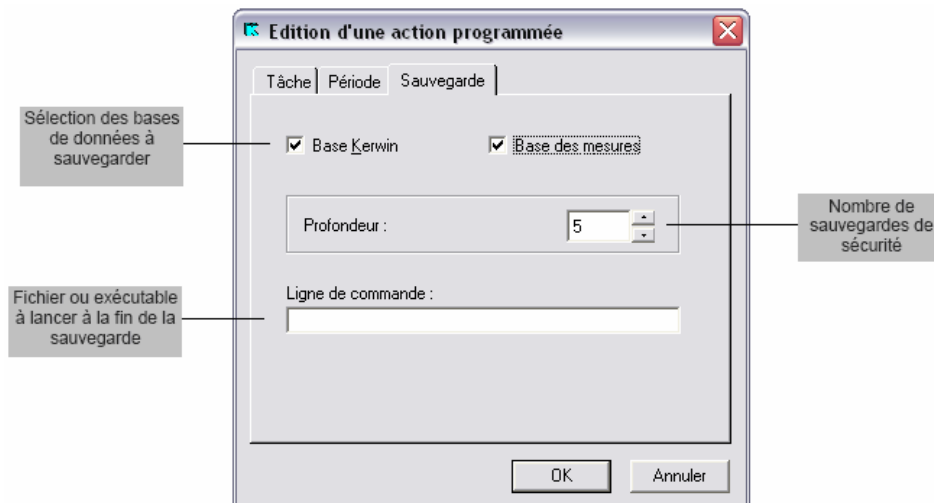 Edition d'une action programmée
Tâche
Période
Sauvegarde
Sélection des bases
de données à
sauvegarder
Base Kerwin
Base des mesures
Profondeur :
5
Nombre de
sauvegardes de
sécurité
Ligne de commande :
Fichier ou exécutable
à lancer à la fin de la
sauvegarde
OK
Annuler